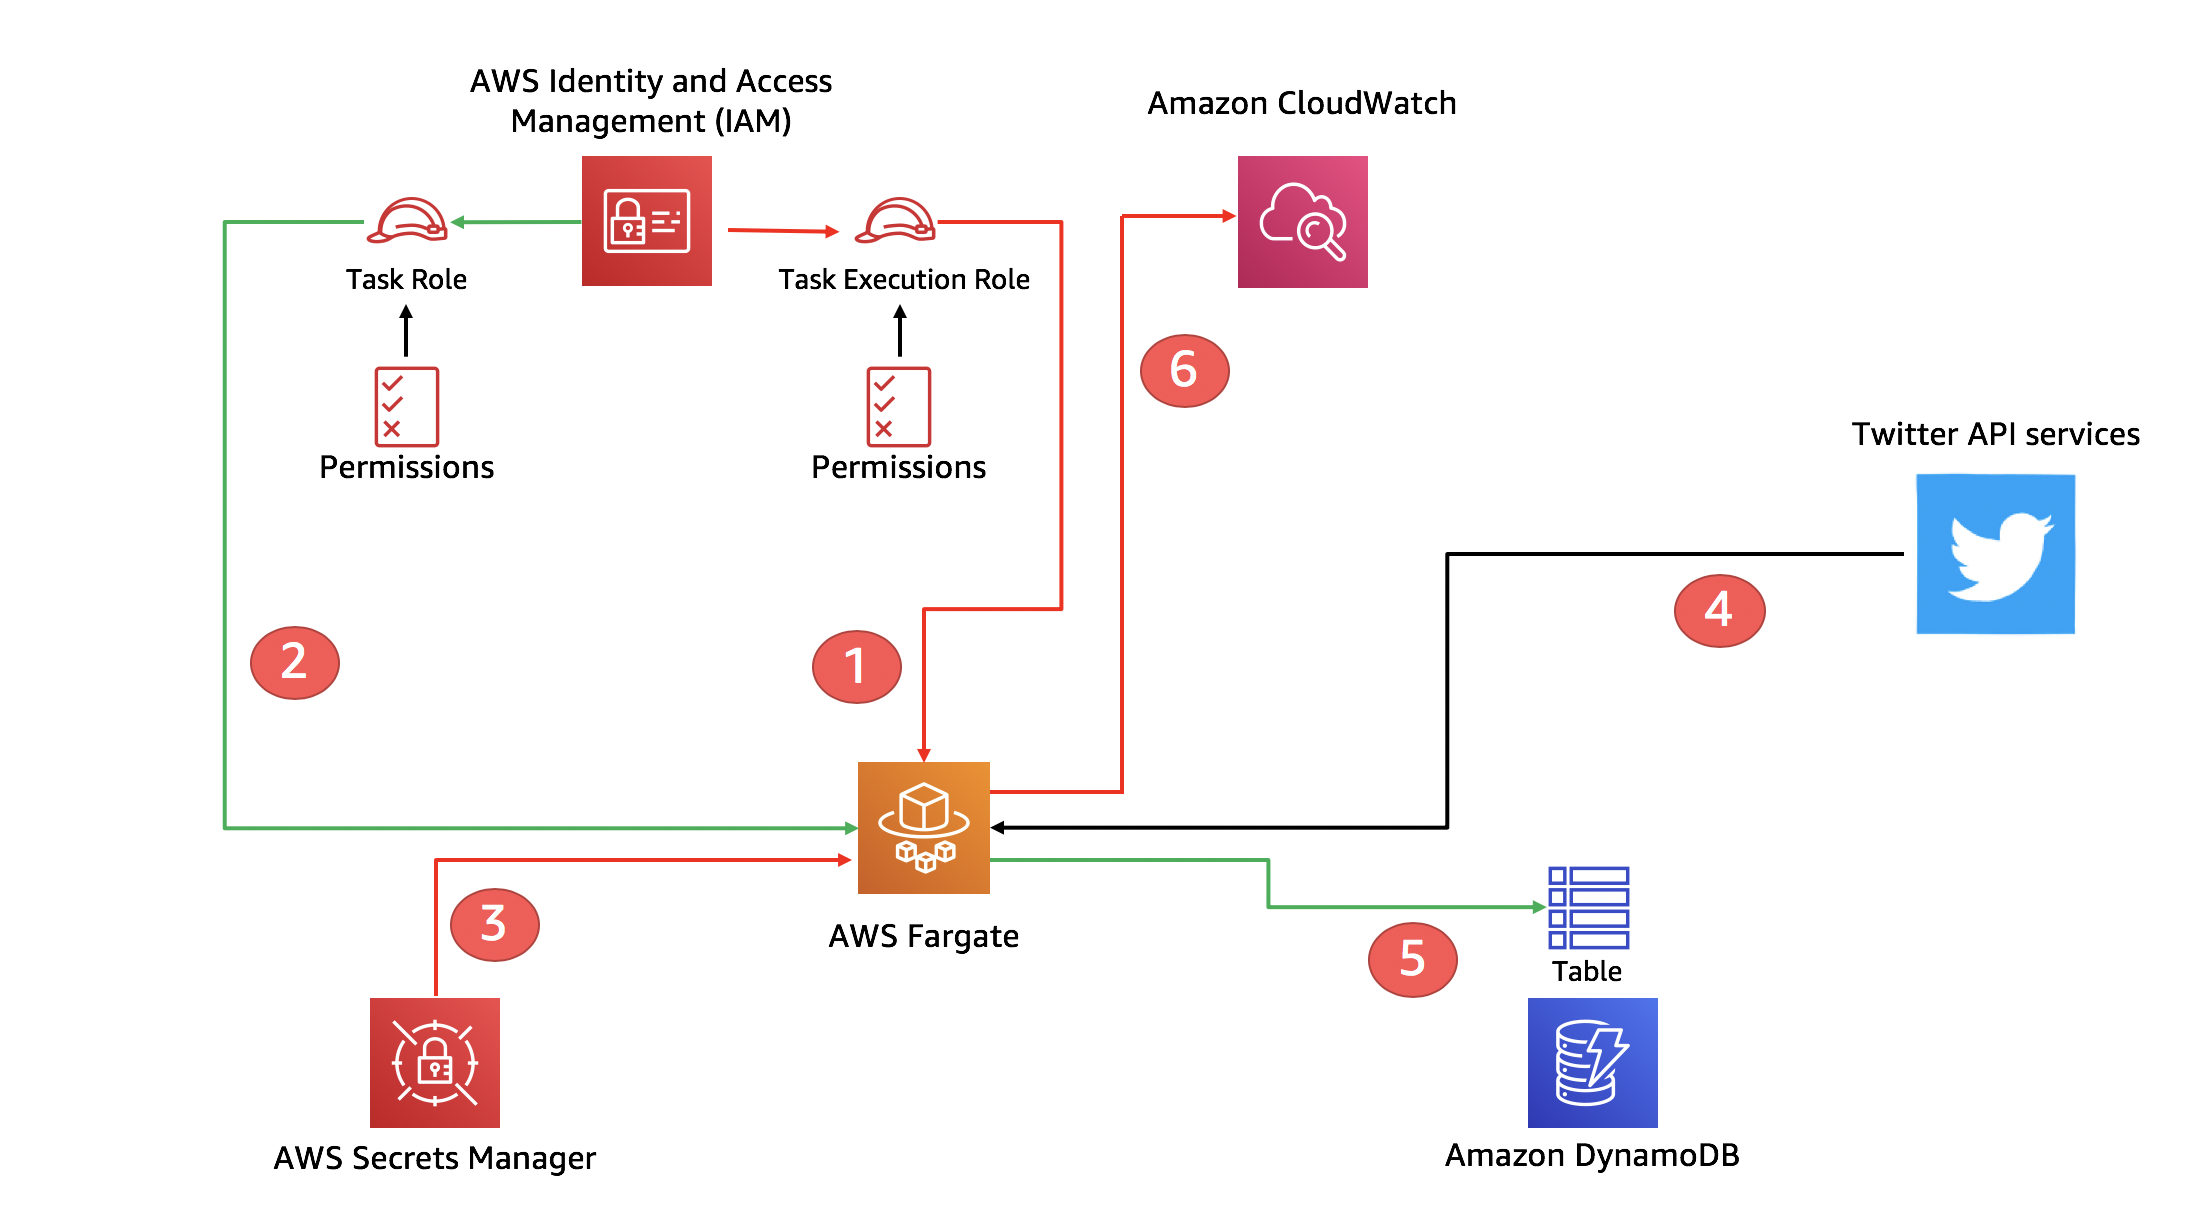 AWS Identity and Access
Management (IAM)
Amazon CloudWatch
Task Role
Task Execution Role
6
Permissions
Permissions
Twitter API services
4
2
1
3
AWS Fargate
5
Table
AWS Secrets Manager
Amazon DynamoDB